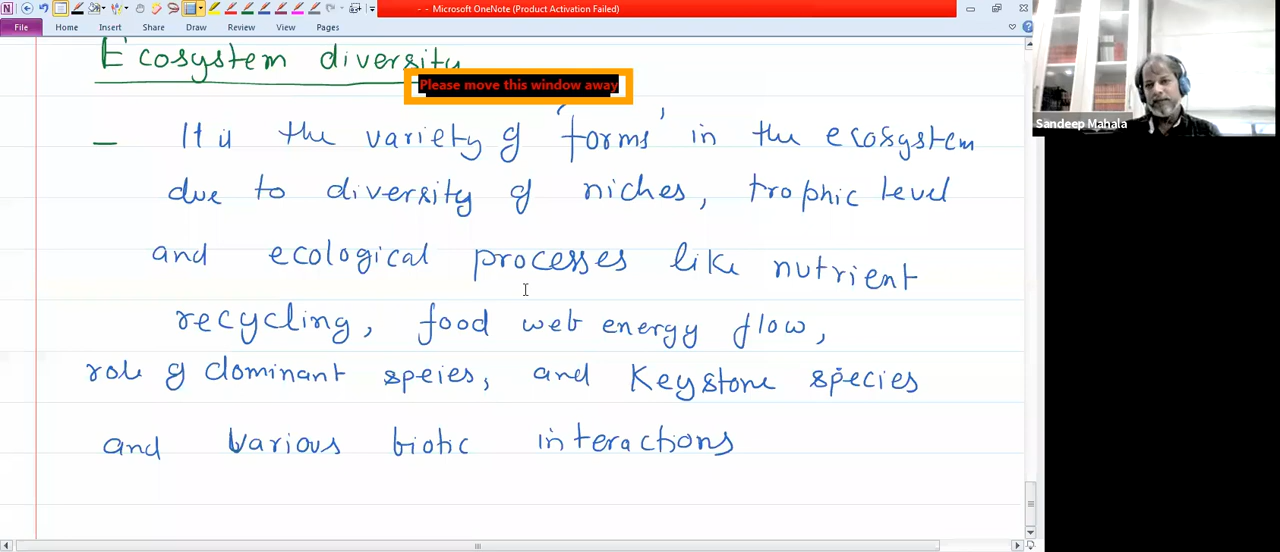 - - Microsoft OneNote (Product Activation Failed)
File Home Insert Share Draw Review View Pages
Ecosystem diversity
Please move this window away
Sandeep Mahala
– It is the variety of 'forms' in the ecosystem
due to diversity of niches, trophic level
and ecological processes like nutrient
recycling, food web energy flow,
role of dominant speies, and Keystone species
and various biotic interactions